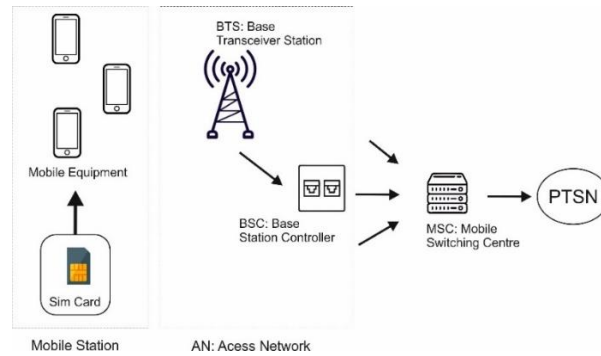 Mobile Equipment
Sim Card
Mobile Station
BTS: Base
Transceiver Station
BSC: Base
Station Controller
AN: Acess Network
MSC: Mobile
Switching Centre
PTSN